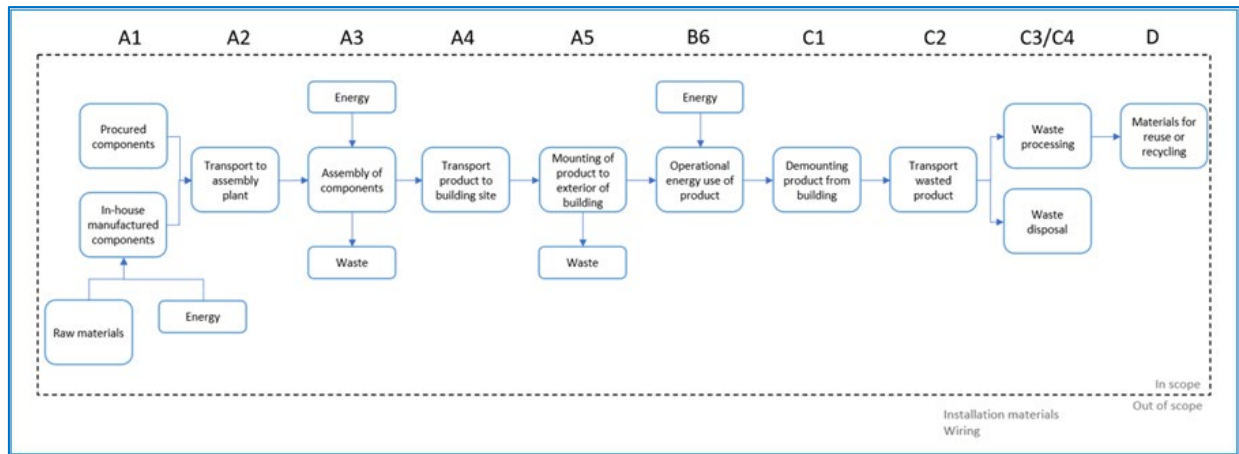 A1 A2 A3 A4 A5 B6 C1 C2 C3/C4 D
Energy
Energy
Procured
components
Transport to
assembly
plant
Assembly of
components
Transport
product to
building site
Mounting of
product to
exterior of
building
Operational
energy use of
product
Demounting
product from
building
Transport
wasted
product
Waste
processing
Materials for
reuse or
recycling
In-house
manufactured
components
Waste
disposal
Waste
Waste
Raw materials
Energy
In scope
Out of scope
Installation materials
Wiring